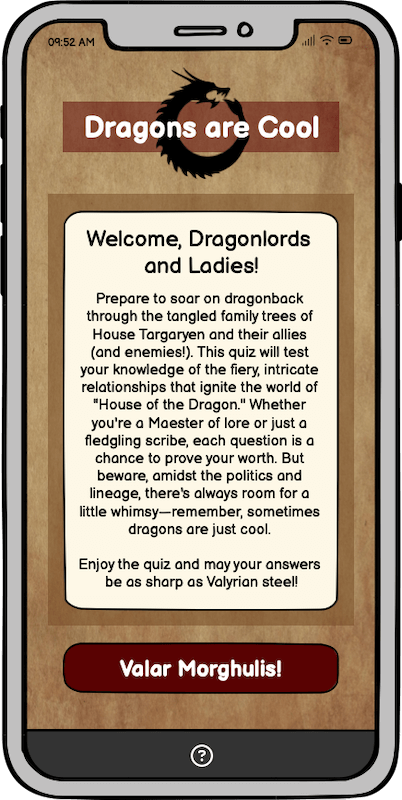 09:52 AM
Dragons are Cool
Welcome, Dragonlords
and Ladies!
Prepare to soar on dragonback
through the tangled family trees of
House Targaryen and their allies
(and enemies!). This quiz will test
your knowledge of the fiery, intricate
relationships that ignite the world of
"House of the Dragon." Whether
you're a Maester of lore or just a
fledgling scribe, each question is a
chance to prove your worth. But
beware, amidst the politics and
lineage, there's always room for a
little whimsy—remember, sometimes
dragons are just cool.
Enjoy the quiz and may your answers
be as sharp as Valyrian steel!
Valar Morghulis!
?